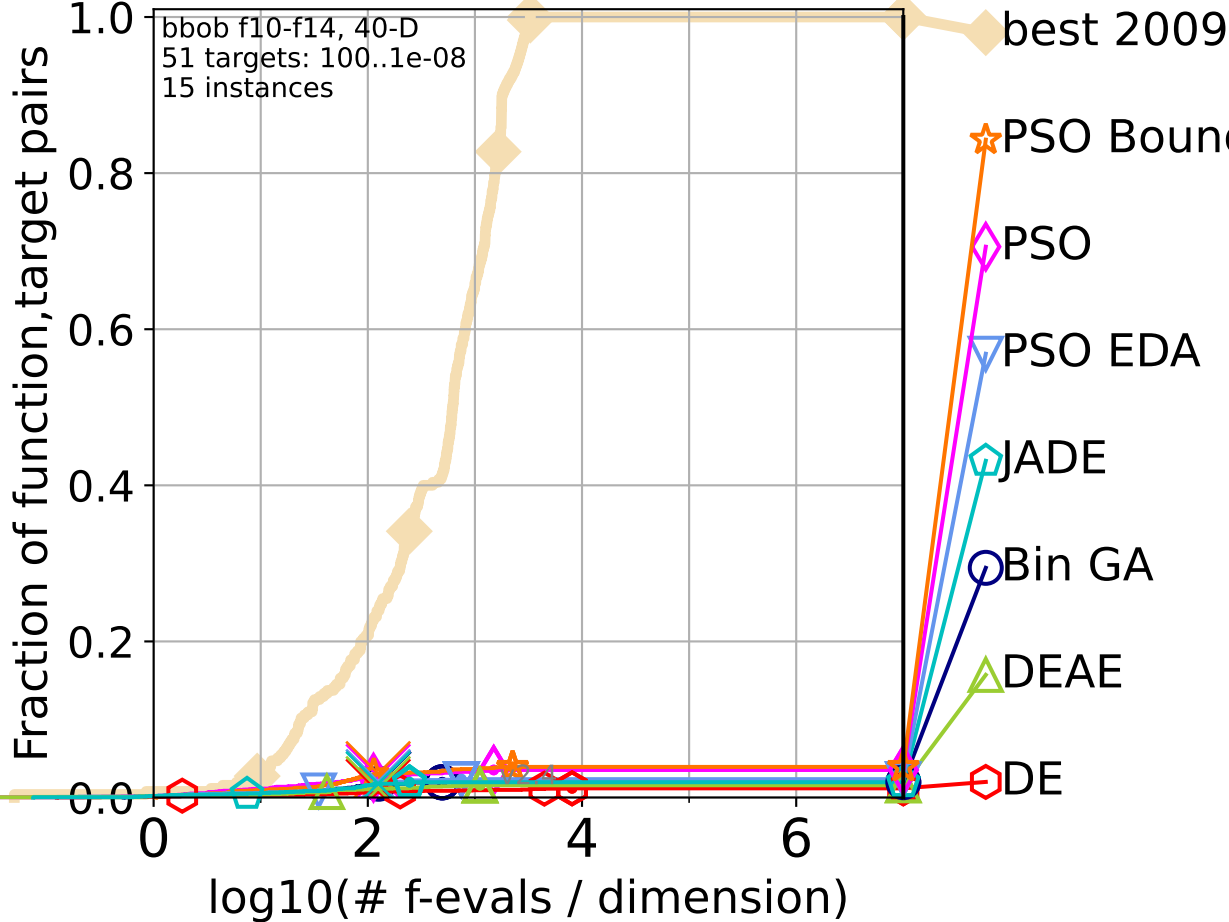 bbob f10-f14, 40-D
51 targets: 100..1e-08
15 instances
Fraction of function,target pairs
1.0
0.8
0.6
0.4
0.2
0.0
0
2
4
6
log10(# f-evals / dimension)
best 2009
PSO Boun
PSO
PSO EDA
JADE
Bin GA
DEAE
DE